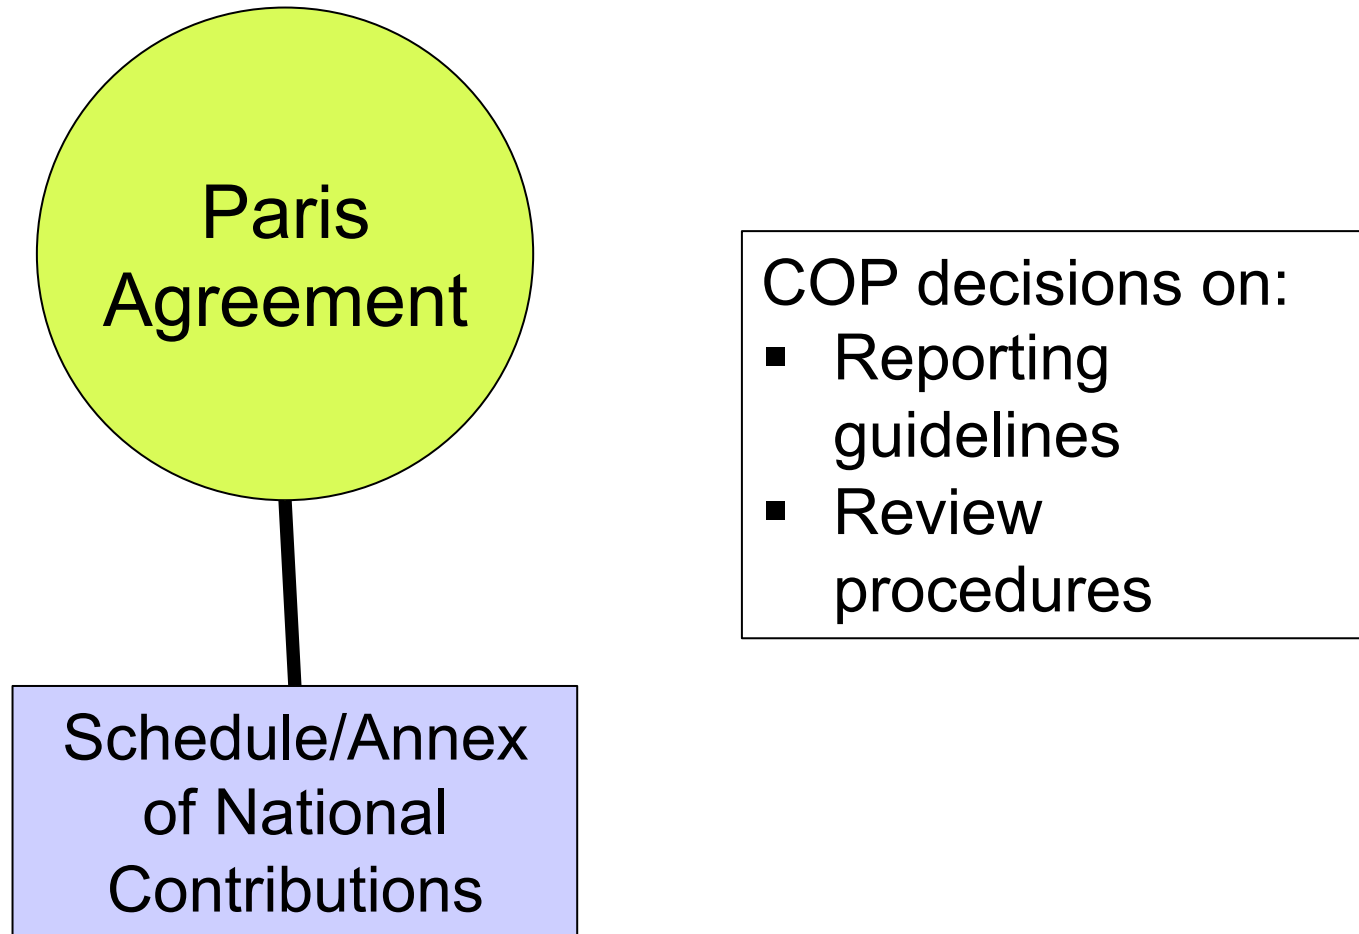 Paris
Agreement
COP decisions on:
▪ Reporting
guidelines
▪ Review
procedures
Schedule/Annex
of National
Contributions